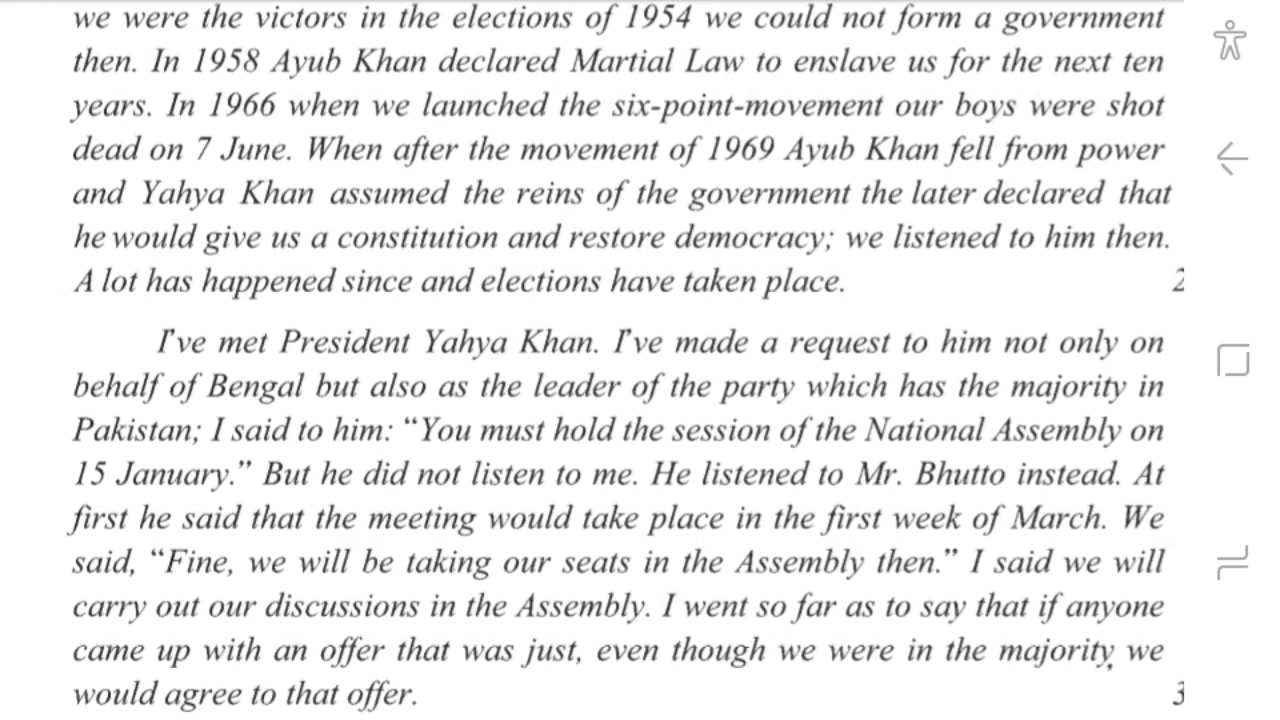 we were the victors in the elections of 1954 we could not form a government
then. In 1958 Ayub Khan declared Martial Law to enslave us for the next ten
years. In 1966 when we launched the six-point-movement our boys were shot
dead on 7 June. When after the movement of 1969 Ayub Khan fell from power
and Yahya Khan assumed the reins of the government the later declared that
he would give us a constitution and restore democracy; we listened to him then.
A lot has happened since and elections have taken place. 2
I've met President Yahya Khan. I've made a request to him not only on
behalf of Bengal but also as the leader of the party which has the majority in
Pakistan; I said to him: “You must hold the session of the National Assembly on
15 January.” But he did not listen to me. He listened to Mr. Bhutto instead. At
first he said that the meeting would take place in the first week of March. We
said, “Fine, we will be taking our seats in the Assembly then.” I said we will
carry out our discussions in the Assembly. I went so far as to say that if anyone
came up with an offer that was just, even though we were in the majority, we
would agree to that offer. 3